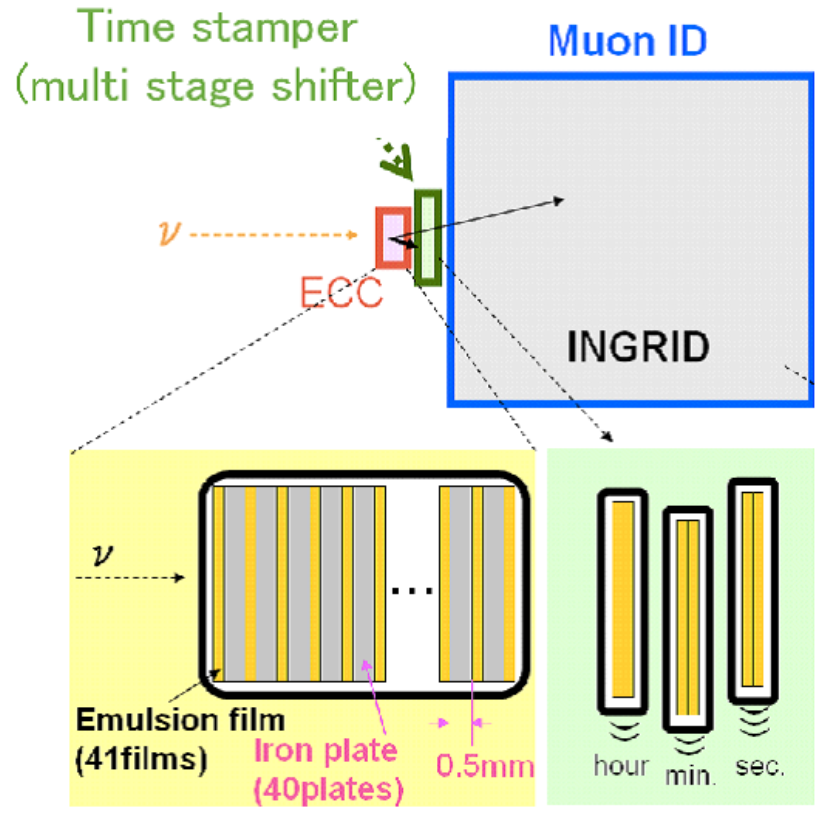 Time stamper
(multi stage shifter)
Muon ID
ν
ECC
INGRID
ν
...
Emulsion film
(41films)
Iron plate
(40plates)
0.5mm
hour
min.
sec.